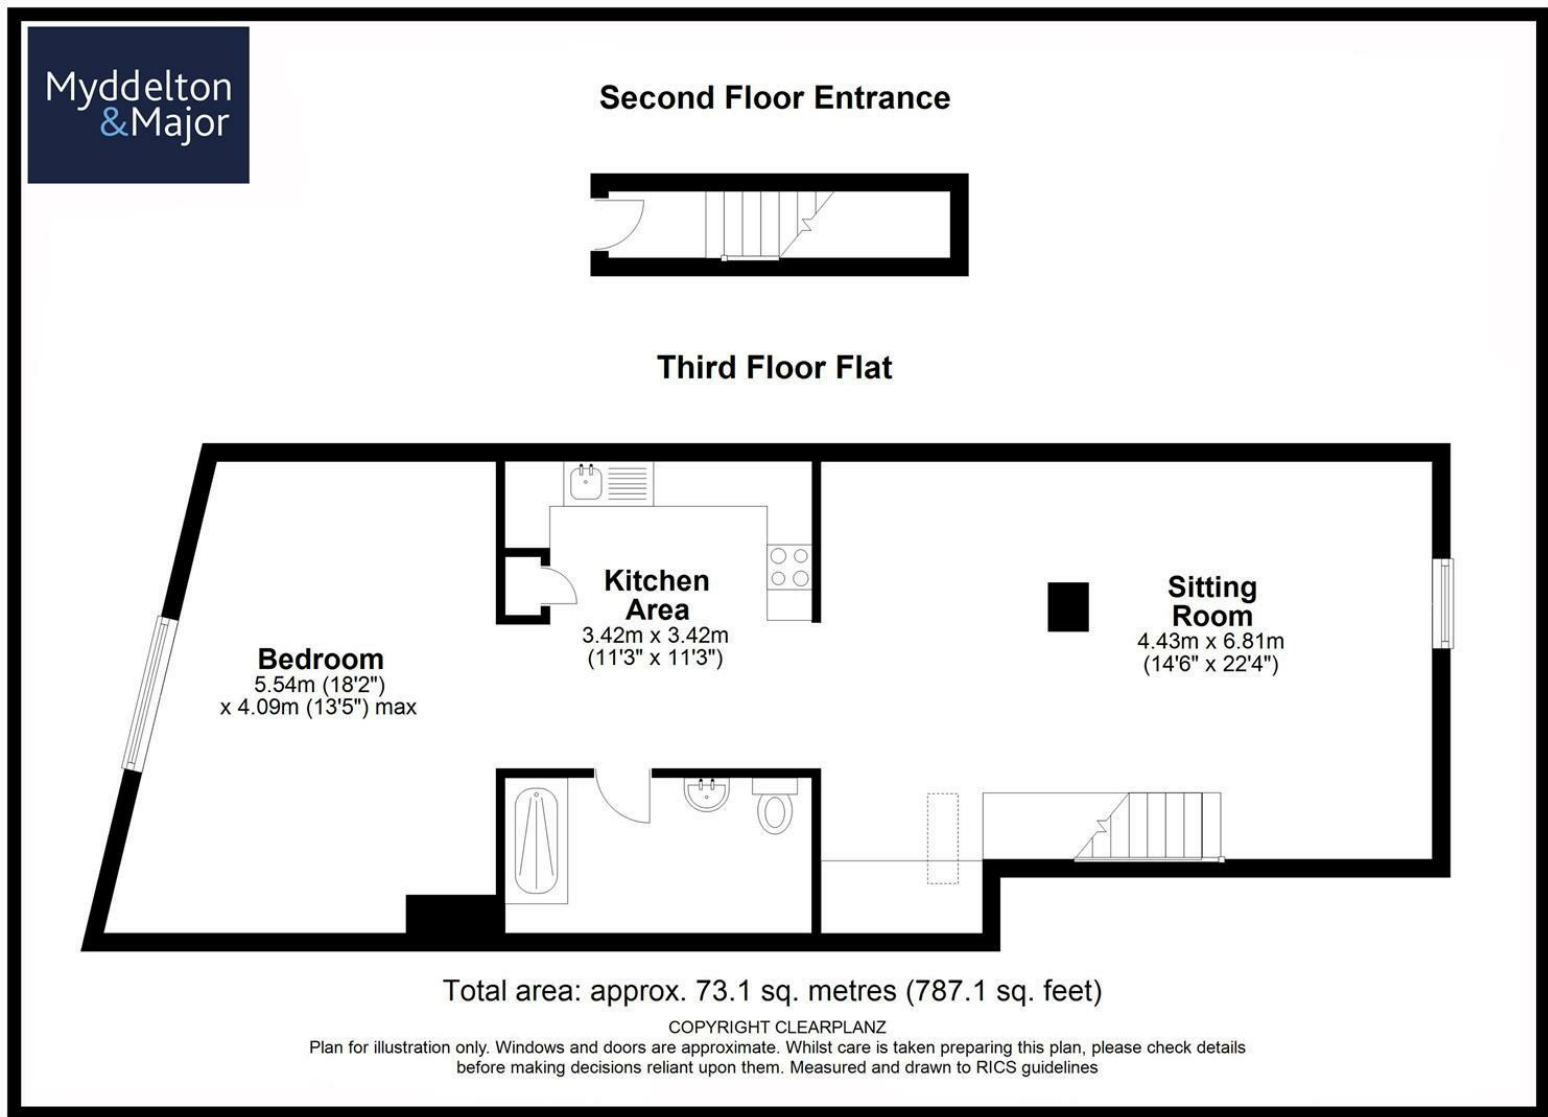 Myddelton
&Major
Second Floor Entrance
Third Floor Flat
Kitchen
Area
3.42m x 3.42m
(11'3" x 11'3")
Sitting
Room
4.43m x 6.81m
(14'6" x 22'4")
Bedroom
5.54m (18'2")
x 4.09m (13'5") max
Total area: approx. 73.1 sq. metres (787.1 sq. feet)
COPYRIGHT CLEARPLANZ
Plan for illustration only. Windows and doors are approximate. Whilst care is taken preparing this plan, please check details
before making decisions reliant upon them. Measured and drawn to RICS guidelines